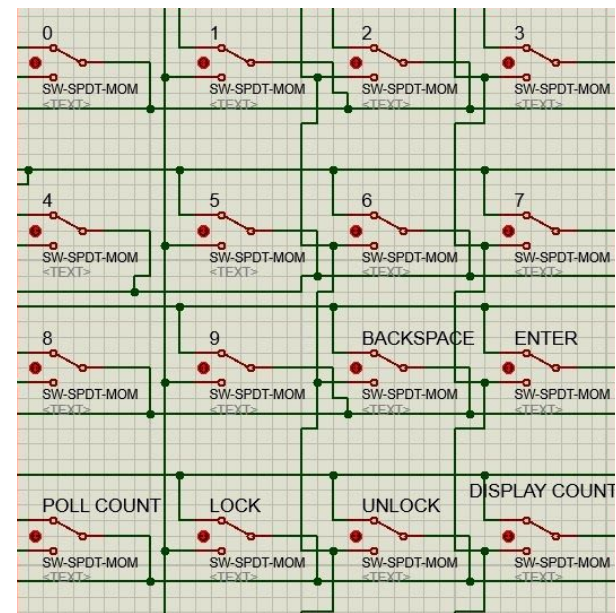 0 1 2 3
SW-SPDT-MOM SW-SPDT-MOM SW-SPDT-MOM SW-SPDT-MOM
<TEXT> <TEXT> <TEXT> <TEXT>
4 5 6 7
SW-SPDT-MOM SW-SPDT-MOM SW-SPDT-MOM SW-SPDT-MOM
<TEXT> <TEXT> <TEXT> <TEXT>
8 9 BACKSPACE ENTER
SW-SPDT-MOM SW-SPDT-MOM SW-SPDT-MOM SW-SPDT-MOM
<TEXT> <TEXT> <TEXT> <TEXT>
POLL COUNT LOCK UNLOCK DISPLAY COUNT
SW-SPDT-MOM SW-SPDT-MOM SW-SPDT-MOM SW-SPDT-MOM
<TEXT> <TEXT> <TEXT> <TEXT>